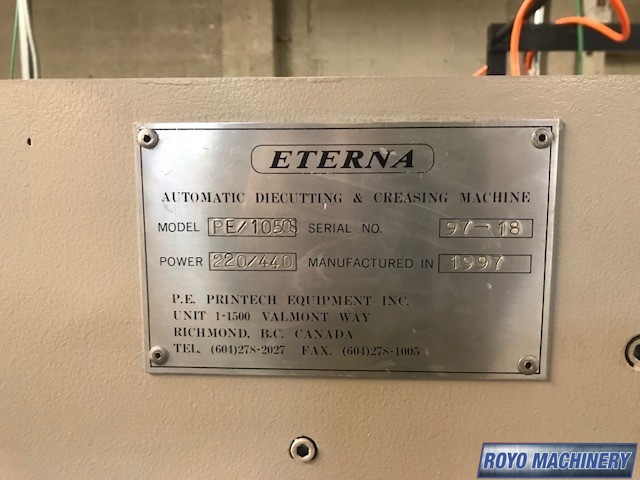 ETERNA
AUTOMATIC DIECUTTING & CREASING MACHINE
MODEL PE/1050S SERIAL NO. 97-18
POWER 220/440 MANUFACTURED IN 1997
P.E. PRINTECH EQUIPMENT INC.
UNIT 1-1500 VALMONT WAY
RICHMOND, B.C. CANADA
TEL. (604)278-2027 FAX. (604)278-1005
ROYO MACHINERY